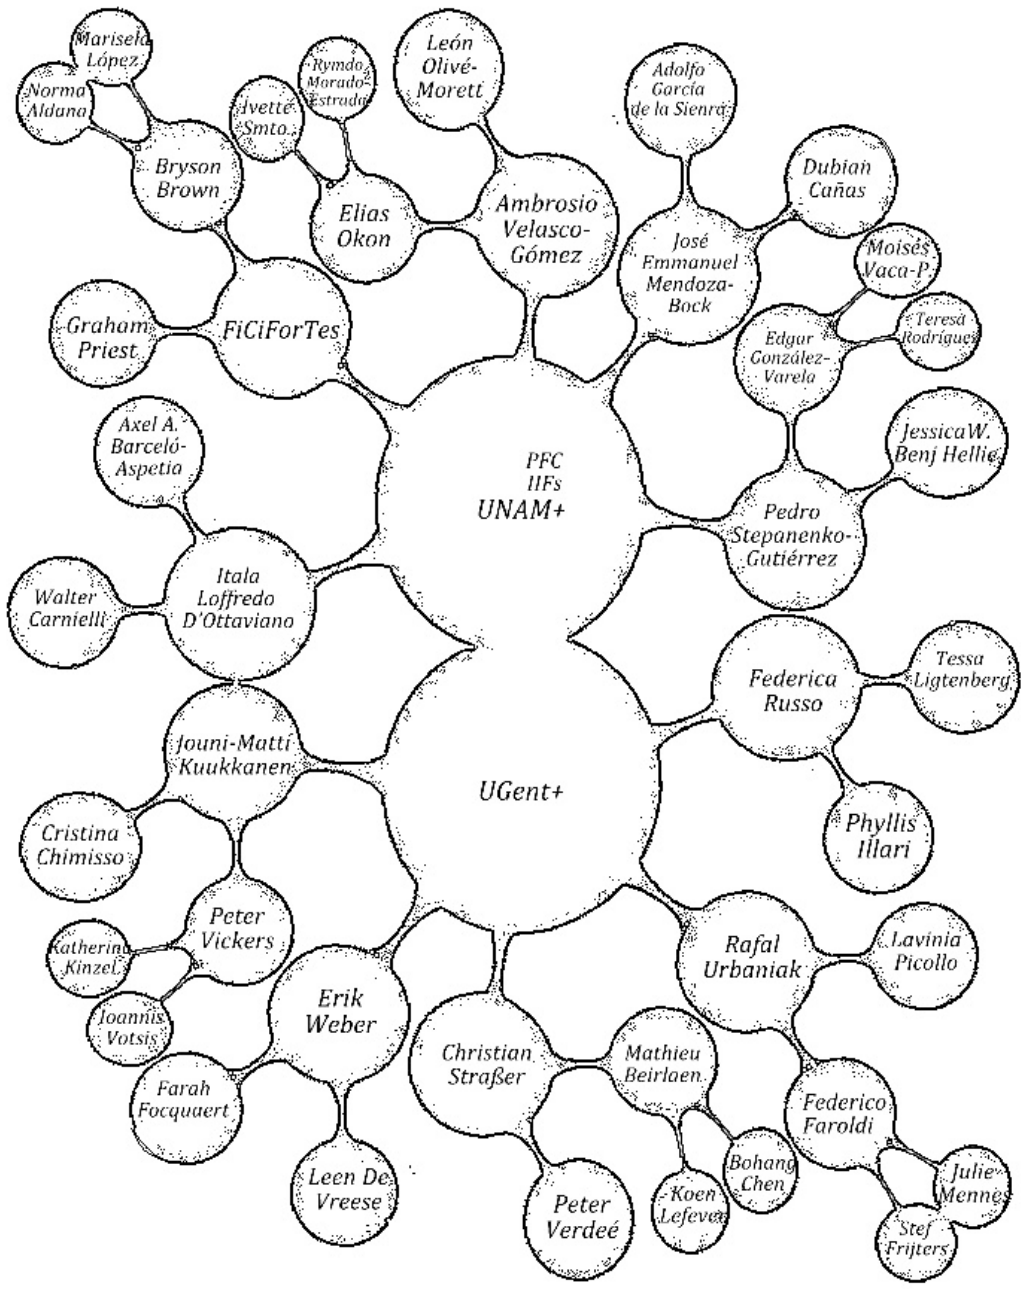 Marisela
López
Norma
Aldana
Bryson
Brown
Ivette
Smto.
Rymdo
Morado-
Estrada
León
Olivé-
Morett
Elias
Okon
Ambrosio
Velasco-
Gómez
Adolfo
García
de la Sienra
Dubian
Cañas
José
Emmanuel
Mendoza-
Bock
Moisés
Vaca-P.
Teresa
Rodrígues
Edgar
González-
Varela
Graham
Priest
FiCiForTes
Axel A.
Barceló-
Aspetia
Jessica W.
Benj Hellie
PFC
IIFs
UNAM+
Pedro
Stepanenko-
Gutiérrez
Walter
Carnielli
Itala
Loffredo
D'Ottaviano
Federica
Russo
Tessa
Ligtenberg
Jouni-Matti
Kuukkanen
UGent+
Cristina
Chimisso
Phyllis
Illari
Peter
Vickers
Katherina
Kinzel
Ioannis
Votsis
Rafal
Urbaniak
Lavinia
Picollo
Erik
Weber
Christian
Straßer
Mathieu
Beirlaen
Farah
Focquaert
Federico
Faroldi
Leen De
Vreese
Peter
Verdeé
Koen
Lefever
Bohang
Chen
Julie
Mennes
Stef
Frijters